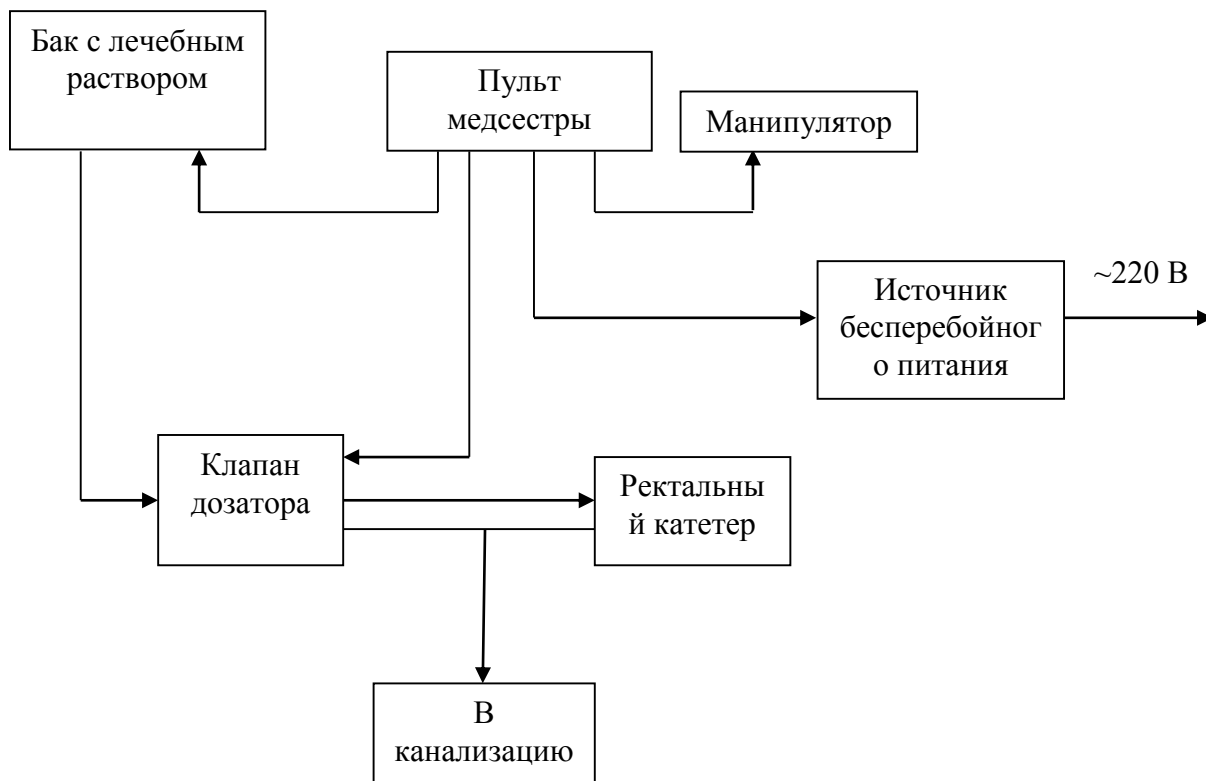 Бак с лечебным
раствором
Пульт
медсестры
Манипулятор
Источник
бесперебойног
о питания
~220 В
Клапан
дозатора
Ректальны
й катетер
В
канализацию